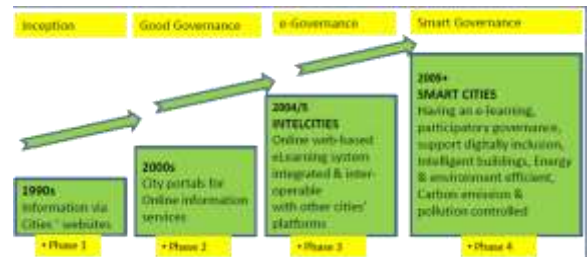 Inception
Good Governance
e-Governance
Smart Governance
1990s
Information via
Cities ' websites
• Phase 1
2000s
City portals for
Online information
services
• Phase 2
2004/5
INTELCITIES
Online web-based
eLearning system
integrated & inter-
operable
with other cities'
platforms
• Phase 3
2005+
SMART CITIES
Having an e-learning,
participatory governance,
support digitally inclusion,
Intelligent buildings, Energy
& environment efficient,
Carbon emission &
pollution controlled
• Phase 4